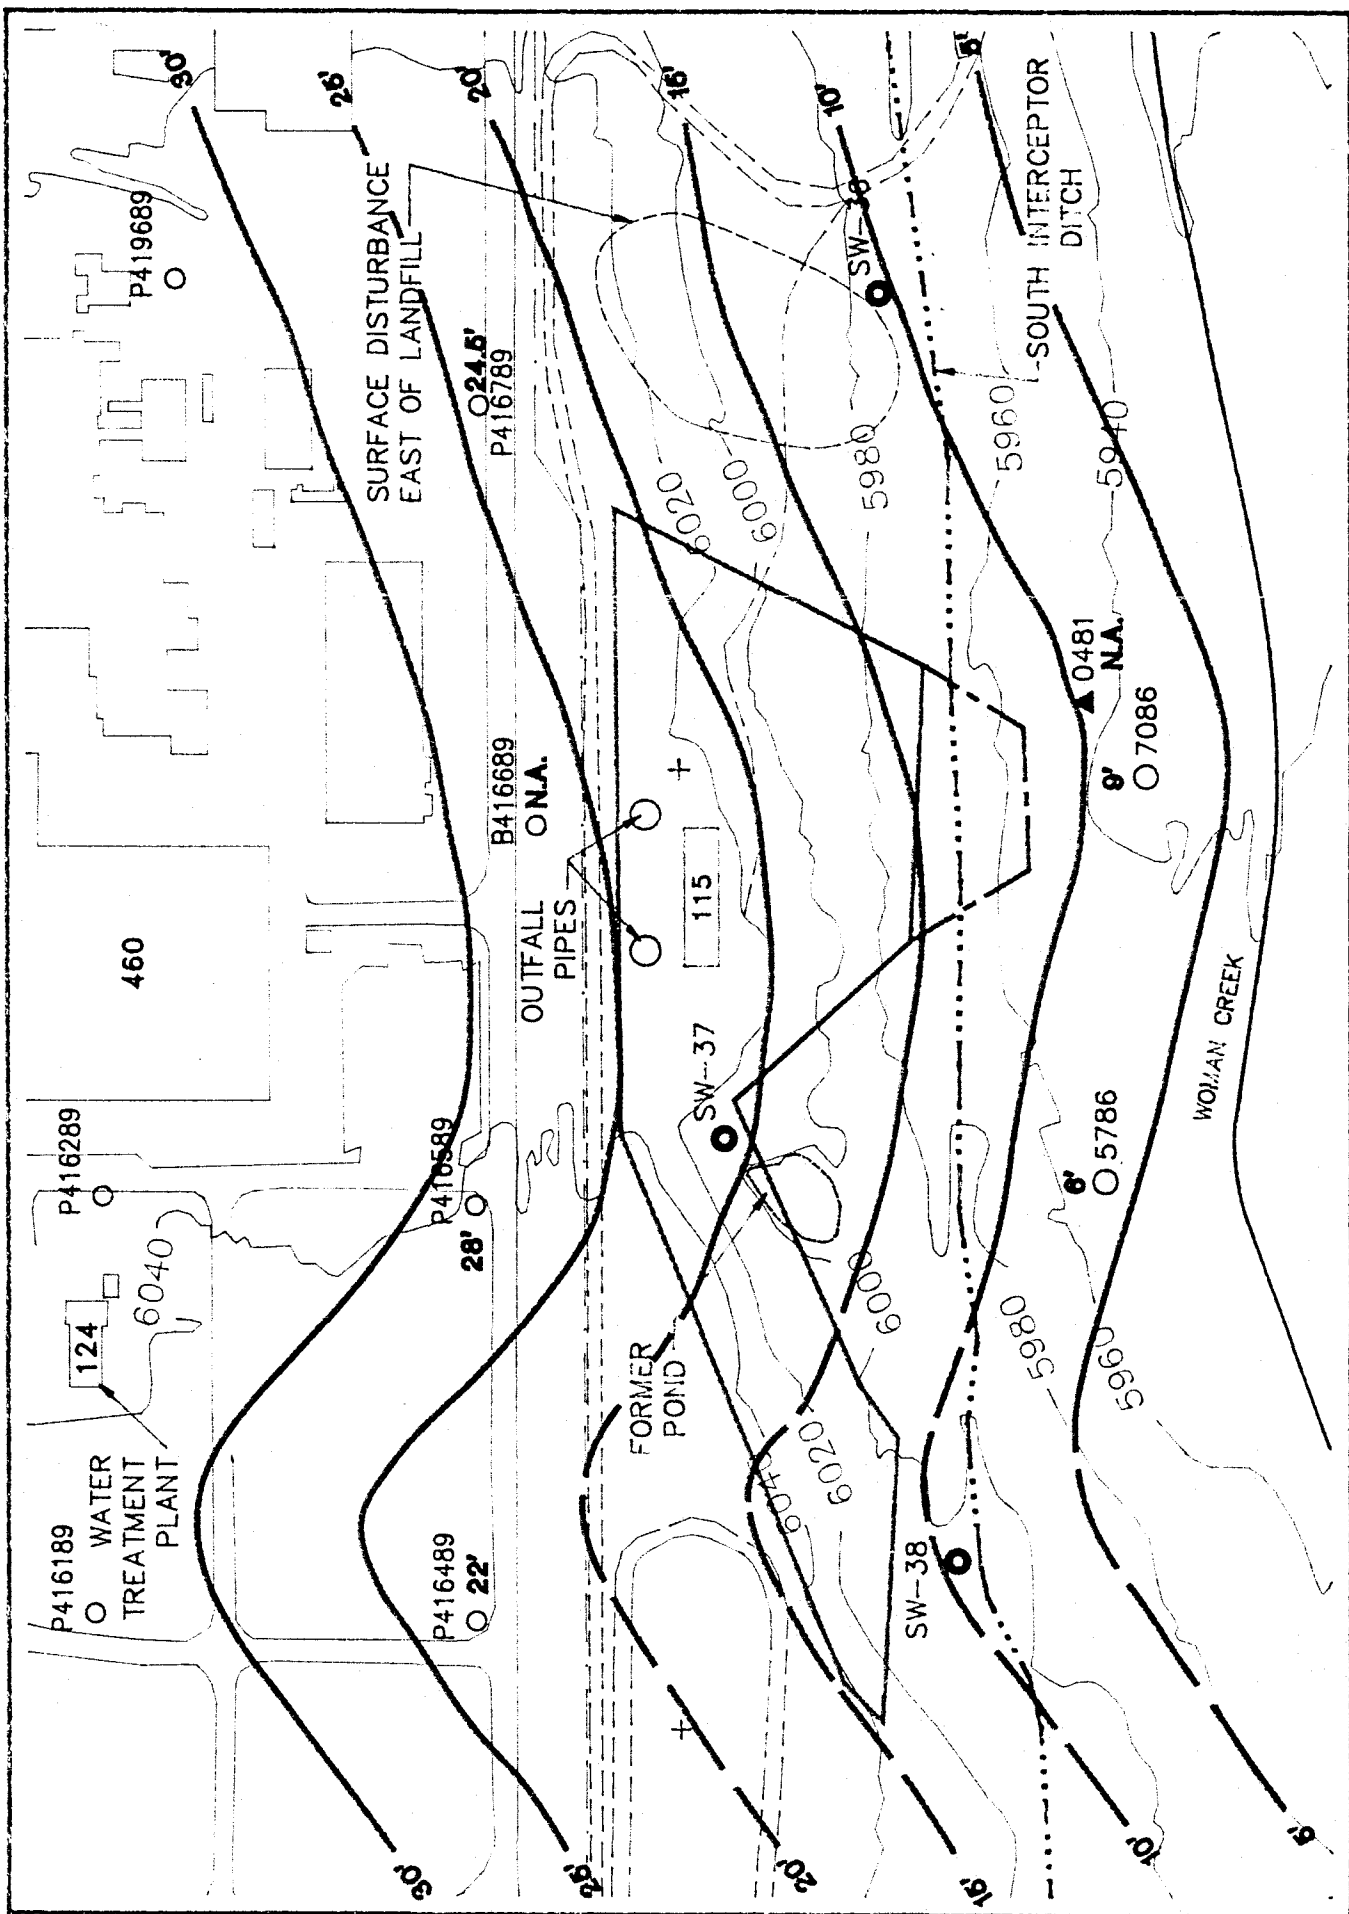 P416189
WATER
TREATMENT
PLANT
124
6040
P416289
460
P419689
30'
25'
20'
15'
10'
5'
SURFACE DISTURBANCE
EAST OF LANDFILL
24.5'
P416789
B416689
N.A.
OUTFALL
PIPES
115
P416589
28'
P416489
22'
SW-37
FORMER
POND
6040
6020
6000
5980
5960
SW-38
6020
6000
5980
5960
5940
SOUTH INTERCEPTOR
DITCH
0481
N.A.
9'
7086
6'
5786
WOMAN CREEK
30'
20'
15'
10'
5'